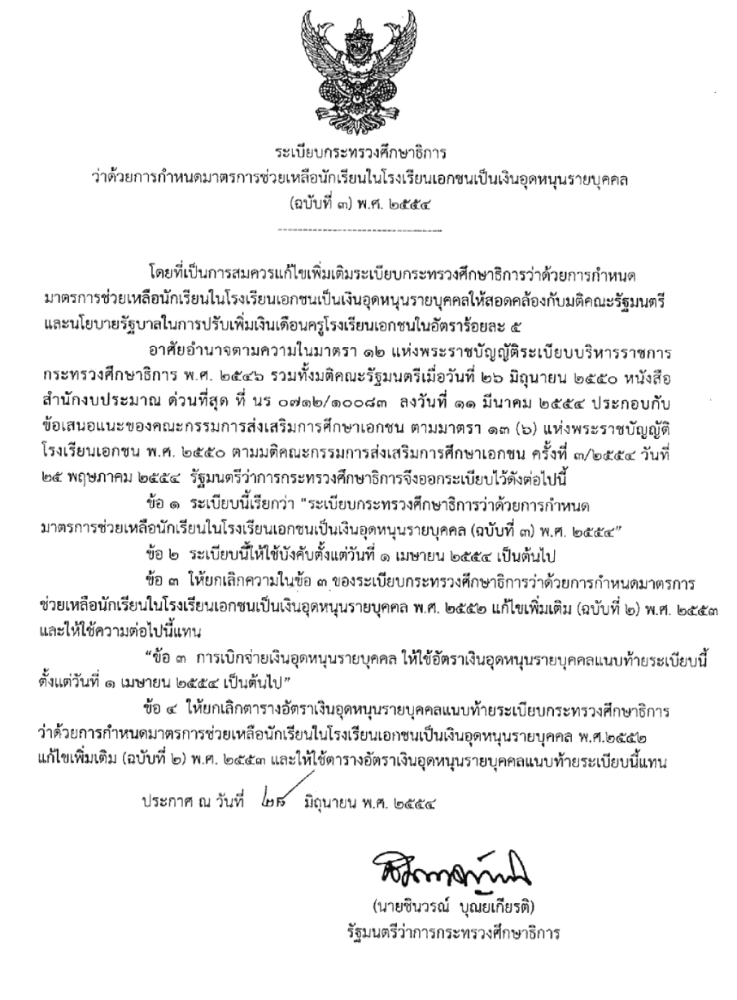 ระเบียบกระทรวงศึกษาธิการ
ว่าด้วยการกำหนดมาตรการช่วยเหลือนักเรียนในโรงเรียนเอกชนเป็นเงินอุดหนุนรายบุคคล
(ฉบับที่ ๓) พ.ศ. ๒๕๕๔
โดยที่เป็นการสมควรแก้ไขเพิ่มเติมระเบียบกระทรวงศึกษาธิการว่าด้วยการกำหนด
มาตรการช่วยเหลือนักเรียนในโรงเรียนเอกชนเป็นเงินอุดหนุนรายบุคคลให้สอดคล้องกับมติคณะรัฐมนตรี
และนโยบายรัฐบาลในการปรับเพิ่มเงินเดือนครูโรงเรียนเอกชนในอัตราร้อยละ ๕
อาศัยอำนาจตามความในมาตรา ๑๒ แห่งพระราชบัญญัติระเบียบบริหารราชการ
กระทรวงศึกษาธิการ พ.ศ. ๒๕๔๖ รวมทั้งมติคณะรัฐมนตรีเมื่อวันที่ ๒๖ มิถุนายน ๒๕๕๐ หนังสือ
สำนักงบประมาณ ด่วนที่สุด ที่ นร ๐๗๑๒/๑๐๐๘๓ ลงวันที่ ๑๑ มีนาคม ๒๕๕๔ ประกอบกับ
ข้อเสนอแนะของคณะกรรมการส่งเสริมการศึกษาเอกชน ตามมาตรา ๑๓ (๖) แห่งพระราชบัญญัติ
โรงเรียนเอกชน พ.ศ. ๒๕๕๐ ตามมติคณะกรรมการส่งเสริมการศึกษาเอกชน ครั้งที่ ๓/๒๕๕๔ วันที่
๒๕ พฤษภาคม ๒๕๕๔ รัฐมนตรีว่าการกระทรวงศึกษาธิการจึงออกระเบียบไว้ดังต่อไปนี้
ข้อ ๑ ระเบียบนี้เรียกว่า “ระเบียบกระทรวงศึกษาธิการว่าด้วยการกำหนด
มาตรการช่วยเหลือนักเรียนในโรงเรียนเอกชนเป็นเงินอุดหนุนรายบุคคล (ฉบับที่ ๓) พ.ศ. ๒๕๕๔”
ข้อ ๒ ระเบียบนี้ให้ใช้บังคับตั้งแต่วันที่ ๑ เมษายน ๒๕๕๔ เป็นต้นไป
ข้อ ๓ ให้ยกเลิกความในข้อ ๓ ของระเบียบกระทรวงศึกษาธิการว่าด้วยการกำหนดมาตรการ
ช่วยเหลือนักเรียนในโรงเรียนเอกชนเป็นเงินอุดหนุนรายบุคคล พ.ศ. ๒๕๕๒ แก้ไขเพิ่มเติม (ฉบับที่ ๒) พ.ศ. ๒๕๕๓
และให้ใช้ความต่อไปนี้แทน
“ข้อ ๓ การเบิกจ่ายเงินอุดหนุนรายบุคคล ให้ใช้อัตราเงินอุดหนุนรายบุคคลแนบท้ายระเบียบนี้
ตั้งแต่วันที่ ๑ เมษายน ๒๕๕๔ เป็นต้นไป”
ข้อ ๔ ให้ยกเลิกตารางอัตราเงินอุดหนุนรายบุคคลแนบท้ายระเบียบกระทรวงศึกษาธิการ
ว่าด้วยการกำหนดมาตรการช่วยเหลือนักเรียนในโรงเรียนเอกชนเป็นเงินอุดหนุนรายบุคคล พ.ศ.๒๕๕๒
แก้ไขเพิ่มเติม (ฉบับที่ ๒) พ.ศ. ๒๕๕๓ และให้ใช้ตารางอัตราเงินอุดหนุนรายบุคคลแนบท้ายระเบียบนี้แทน
ประกาศ ณ วันที่ ๒๘ มิถุนายน พ.ศ. ๒๕๕๔
(นายชินวรณ์ บุณยเกียรติ)
รัฐมนตรีว่าการกระทรวงศึกษาธิการ